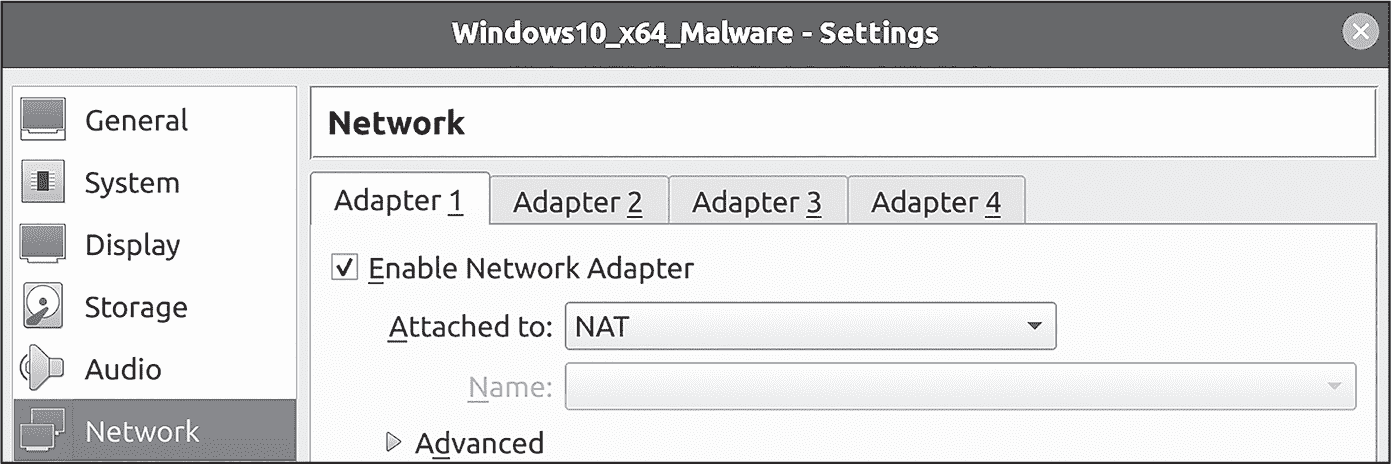 Windows10_x64_Malware - Settings
General
System
Display
Storage
Audio
Network
Network
Adapter 1
Adapter 2
Adapter 3
Adapter 4
Enable Network Adapter
Attached to: NAT
Name:
Advanced